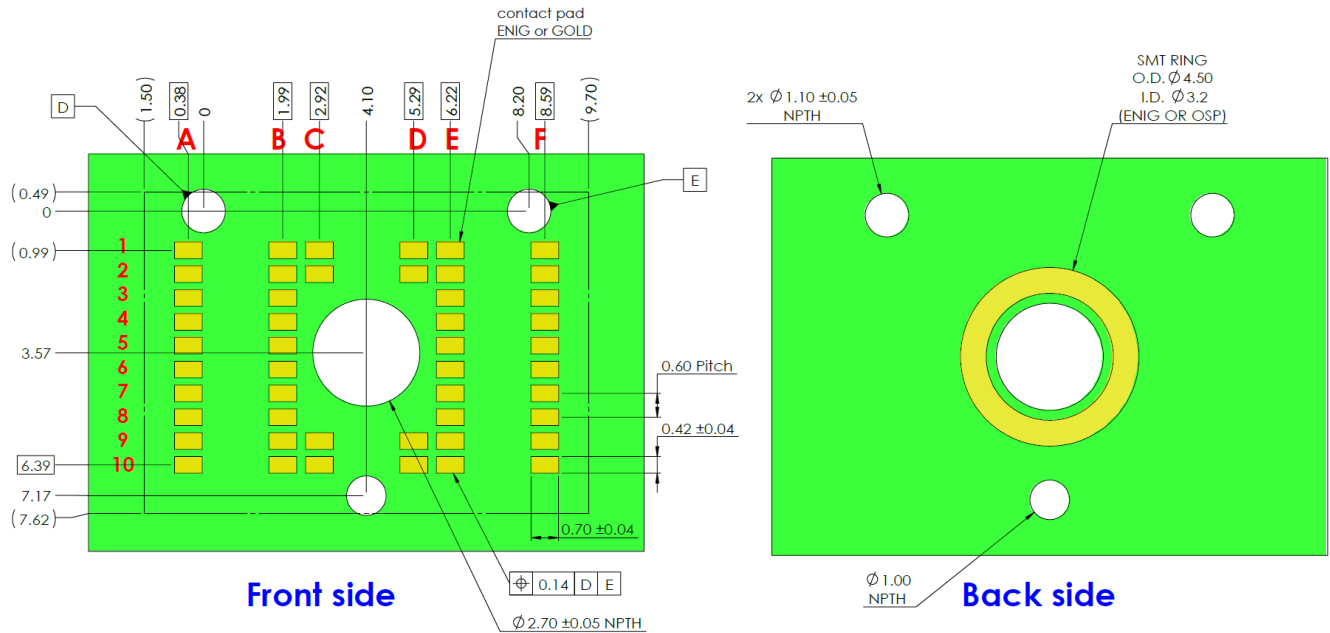 contact pad
ENIG or GOLD
(1.50)
0.38
0
1.99
2.92
4.10
5.29
6.22
8.20
8.59
(9.70)
D
A
B
C
D
E
F
E
(0.49)
0
(0.99)
3.57
6.39
7.17
(7.62)
1
2
3
4
5
6
7
8
9
10
0.60 Pitch
0.42 ±0.04
0.70 ±0.04
⌖ 0.14 D E
Ø 2.70 ±0.05 NPTH
Front side
2x Ø 1.10 ±0.05
NPTH
SMT RING
O.D. Ø 4.50
I.D. Ø 3.2
(ENIG OR OSP)
Ø 1.00
NPTH
Back side